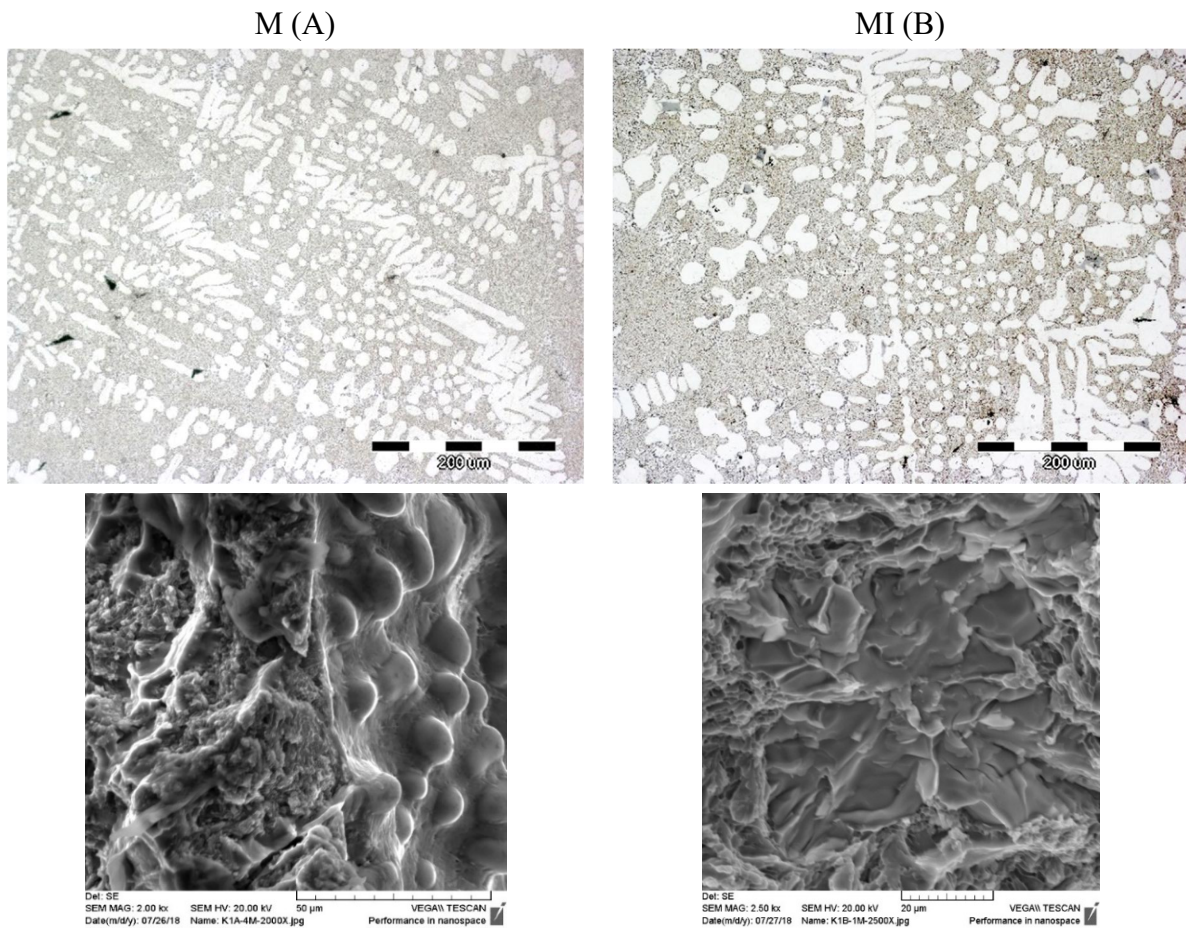 M (A)
MI (B)
200 um
200 um
Det: SE
SEM MAG: 2.00 kx
SEM HV: 20.00 kV
50 µm
VEGA\\ TESCAN
Date(m/d/y): 07/26/18
Name: K1A-4M-2000X.jpg
Performance in nanospace
Det: SE
SEM MAG: 2.50 kx
SEM HV: 20.00 kV
20 µm
VEGA\\ TESCAN
Date(m/d/y): 07/27/18
Name: K1B-1M-2500X.jpg
Performance in nanospace